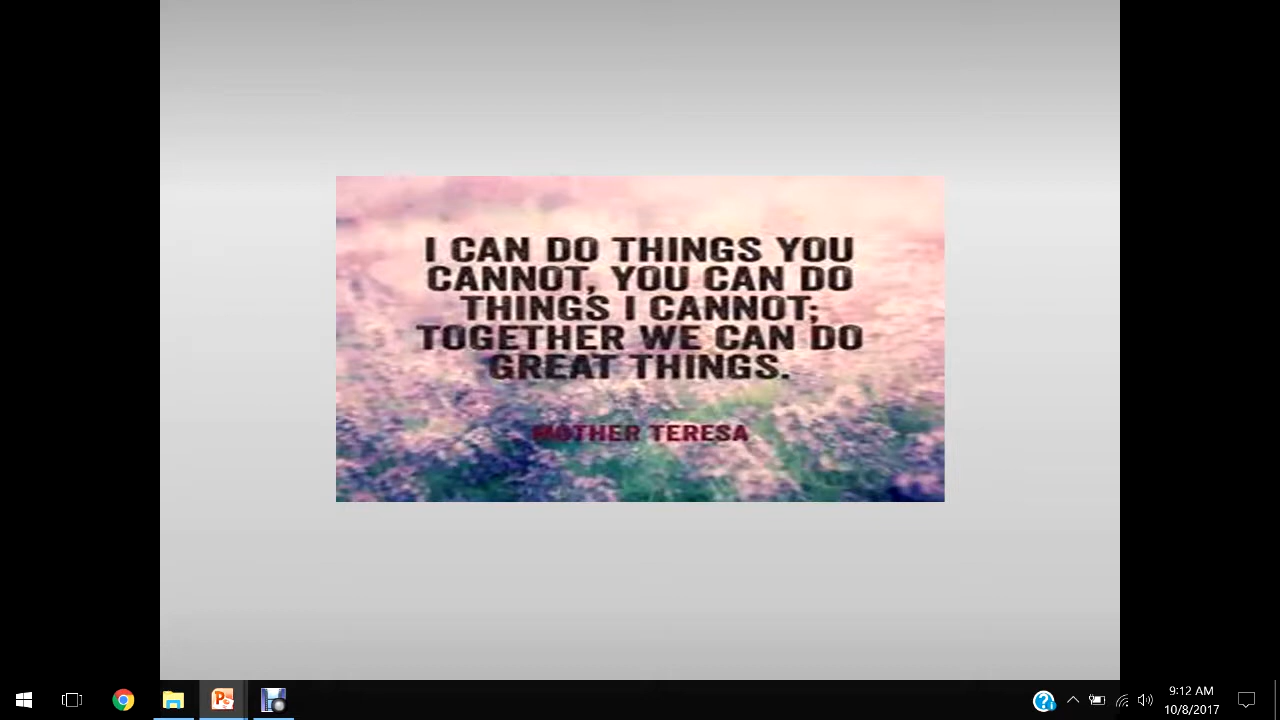 I CAN DO THINGS YOU
CANNOT, YOU CAN DO
THINGS I CANNOT;
TOGETHER WE CAN DO
GREAT THINGS.
MOTHER TERESA
9:12 AM
10/8/2017